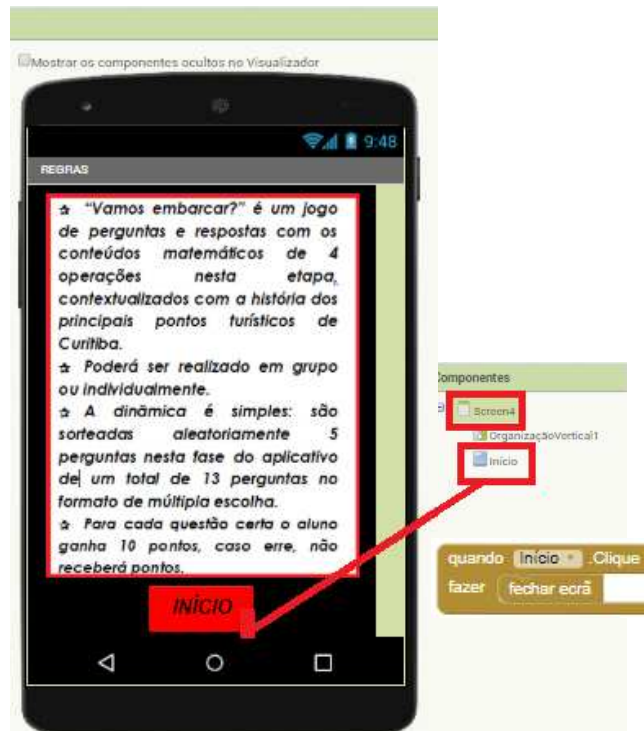 Mostrar os componentes ocultos no Visualizador
9:48
REGRAS
☆ “Vamos embarcar?” é um jogo
de perguntas e respostas com os
conteúdos matemáticos de 4
operações nesta etapa,
contextualizados com a história dos
principais pontos turísticos de
Curitiba.
☆ Poderá ser realizado em grupo
ou individualmente.
☆ A dinâmica é simples: são
sorteadas aleatoriamente 5
perguntas nesta fase do aplicativo
de um total de 13 perguntas no
formato de múltipla escolha.
☆ Para cada questão certa o aluno
ganha 10 pontos, caso erre, não
receberá pontos.
INÍCIO
Componentes
Screen4
OrganizaçãoVertical1
Início
quando Início .Clique
fazer fechar ecrã